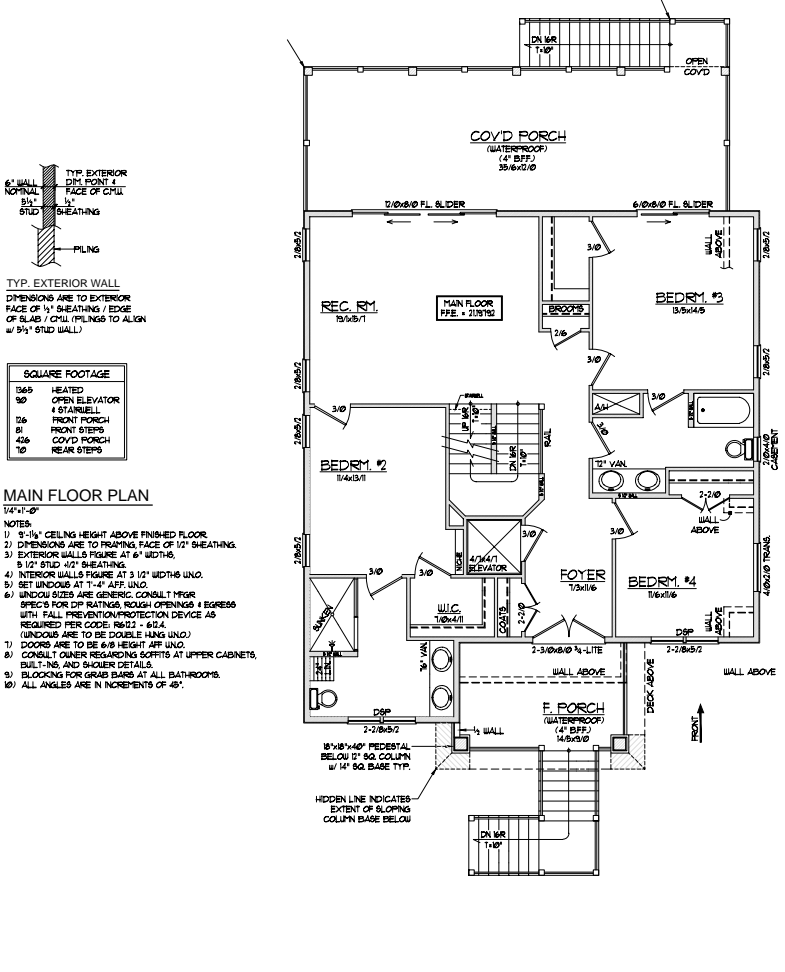 DN 16R
T=10"
OPEN
COV'D
COV'D PORCH
(WATERPROOF)
(4" B.F.F.)
35/6x12/0
TYP. EXTERIOR
DIM. POINT &
FACE OF C.M.U.
6" WALL
NOMINAL
5½"
STUD
½"
SHEATHING
PILING
TYP. EXTERIOR WALL
DIMENSIONS ARE TO EXTERIOR
FACE OF ½" SHEATHING / EDGE
OF SLAB / C.M.U. (PILINGS TO ALIGN
w/ 5½" STUD WALL)
12/0x8/0 F.L. SLIDER
6/0x8/0 F.L. SLIDER
2/8x5/2
3/0
WALL
ABOVE
2/8x5/2
REC. RM.
19/1x15/7
MAIN FLOOR
BROOMS
2/6
BEDRM. #3
13/5x14/5
3/0
2/8x5/2
2/8x5/2
SQUARE FOOTAGE
1365 HEATED
90 OPEN ELEVATOR
& STAIRWELL
126 FRONT PORCH
81 FRONT STEPS
426 COV'D PORCH
70 REAR STEPS
3/0
UP 16R
T=10"
DN 16R
T=10"
RAIL
A/H
3/0
3/0
2/8x5/2
BEDRM. #2
11/4x13/11
72" VAN.
2/0x4/0
CASEMENT
2-2/0
WALL
ABOVE
MAIN FLOOR PLAN
1/4"=1'-0"
NOTES:
1) 9'-1⅛" CEILING HEIGHT ABOVE FINISHED FLOOR.
2) DIMENSIONS ARE TO FRAMING, FACE OF 1/2" SHEATHING.
3) EXTERIOR WALLS FIGURE AT 6" WIDTHS,
5 1/2" STUD +1/2" SHEATHING.
4) INTERIOR WALLS FIGURE AT 3 1/2" WIDTHS U.N.O.
5) SET WINDOWS AT 7'-4" AFF. U.N.O.
6) WINDOW SIZES ARE GENERIC. CONSULT MFGR
SPEC'S FOR DP RATINGS, ROUGH OPENINGS & EGRESS
WITH FALL PREVENTION/PROTECTION DEVICE AS
REQUIRED PER CODE: R612.2 - 612.4.
(WINDOWS ARE TO BE DOUBLE HUNG U.N.O.)
7) DOORS ARE TO BE 6/8 HEIGHT AFF U.N.O.
8) CONSULT OWNER REGARDING SOFFITS AT UPPER CABINETS,
BUILT-INS, AND SHOWER DETAILS.
9) BLOCKING FOR GRAB BARS AT ALL BATHROOMS.
10) ALL ANGLES ARE IN INCREMENTS OF 45°.
2/8x5/2
NICHE
4/1x4/1
ELEVATOR
3/0
3/0
4/0x2/0 TRANS.
3/0
3/0
FOYER
7/3x11/6
BEDRM. #4
11/6x11/6
SUNKEN
W.I.C.
7/0x4/11
COATS
2-2/0
WALL
ABOVE
DSP
2-2/8x5/2
2-3/0x8/0 ¾-LITE
WALL ABOVE
WALL ABOVE
24"
LIN.
76" VAN.
DECK ABOVE
F. PORCH
(WATERPROOF)
(4" B.F.F.)
14/5x9/0
FRONT
DSP
2-2/8x5/2
½ WALL
18"x18"x40" PEDESTAL
BELOW 12" SQ. COLUMN
w/ 14" SQ. BASE TYP.
HIDDEN LINE INDICATES
EXTENT OF SLOPING
COLUMN BASE BELOW
DN 16R
T=10"